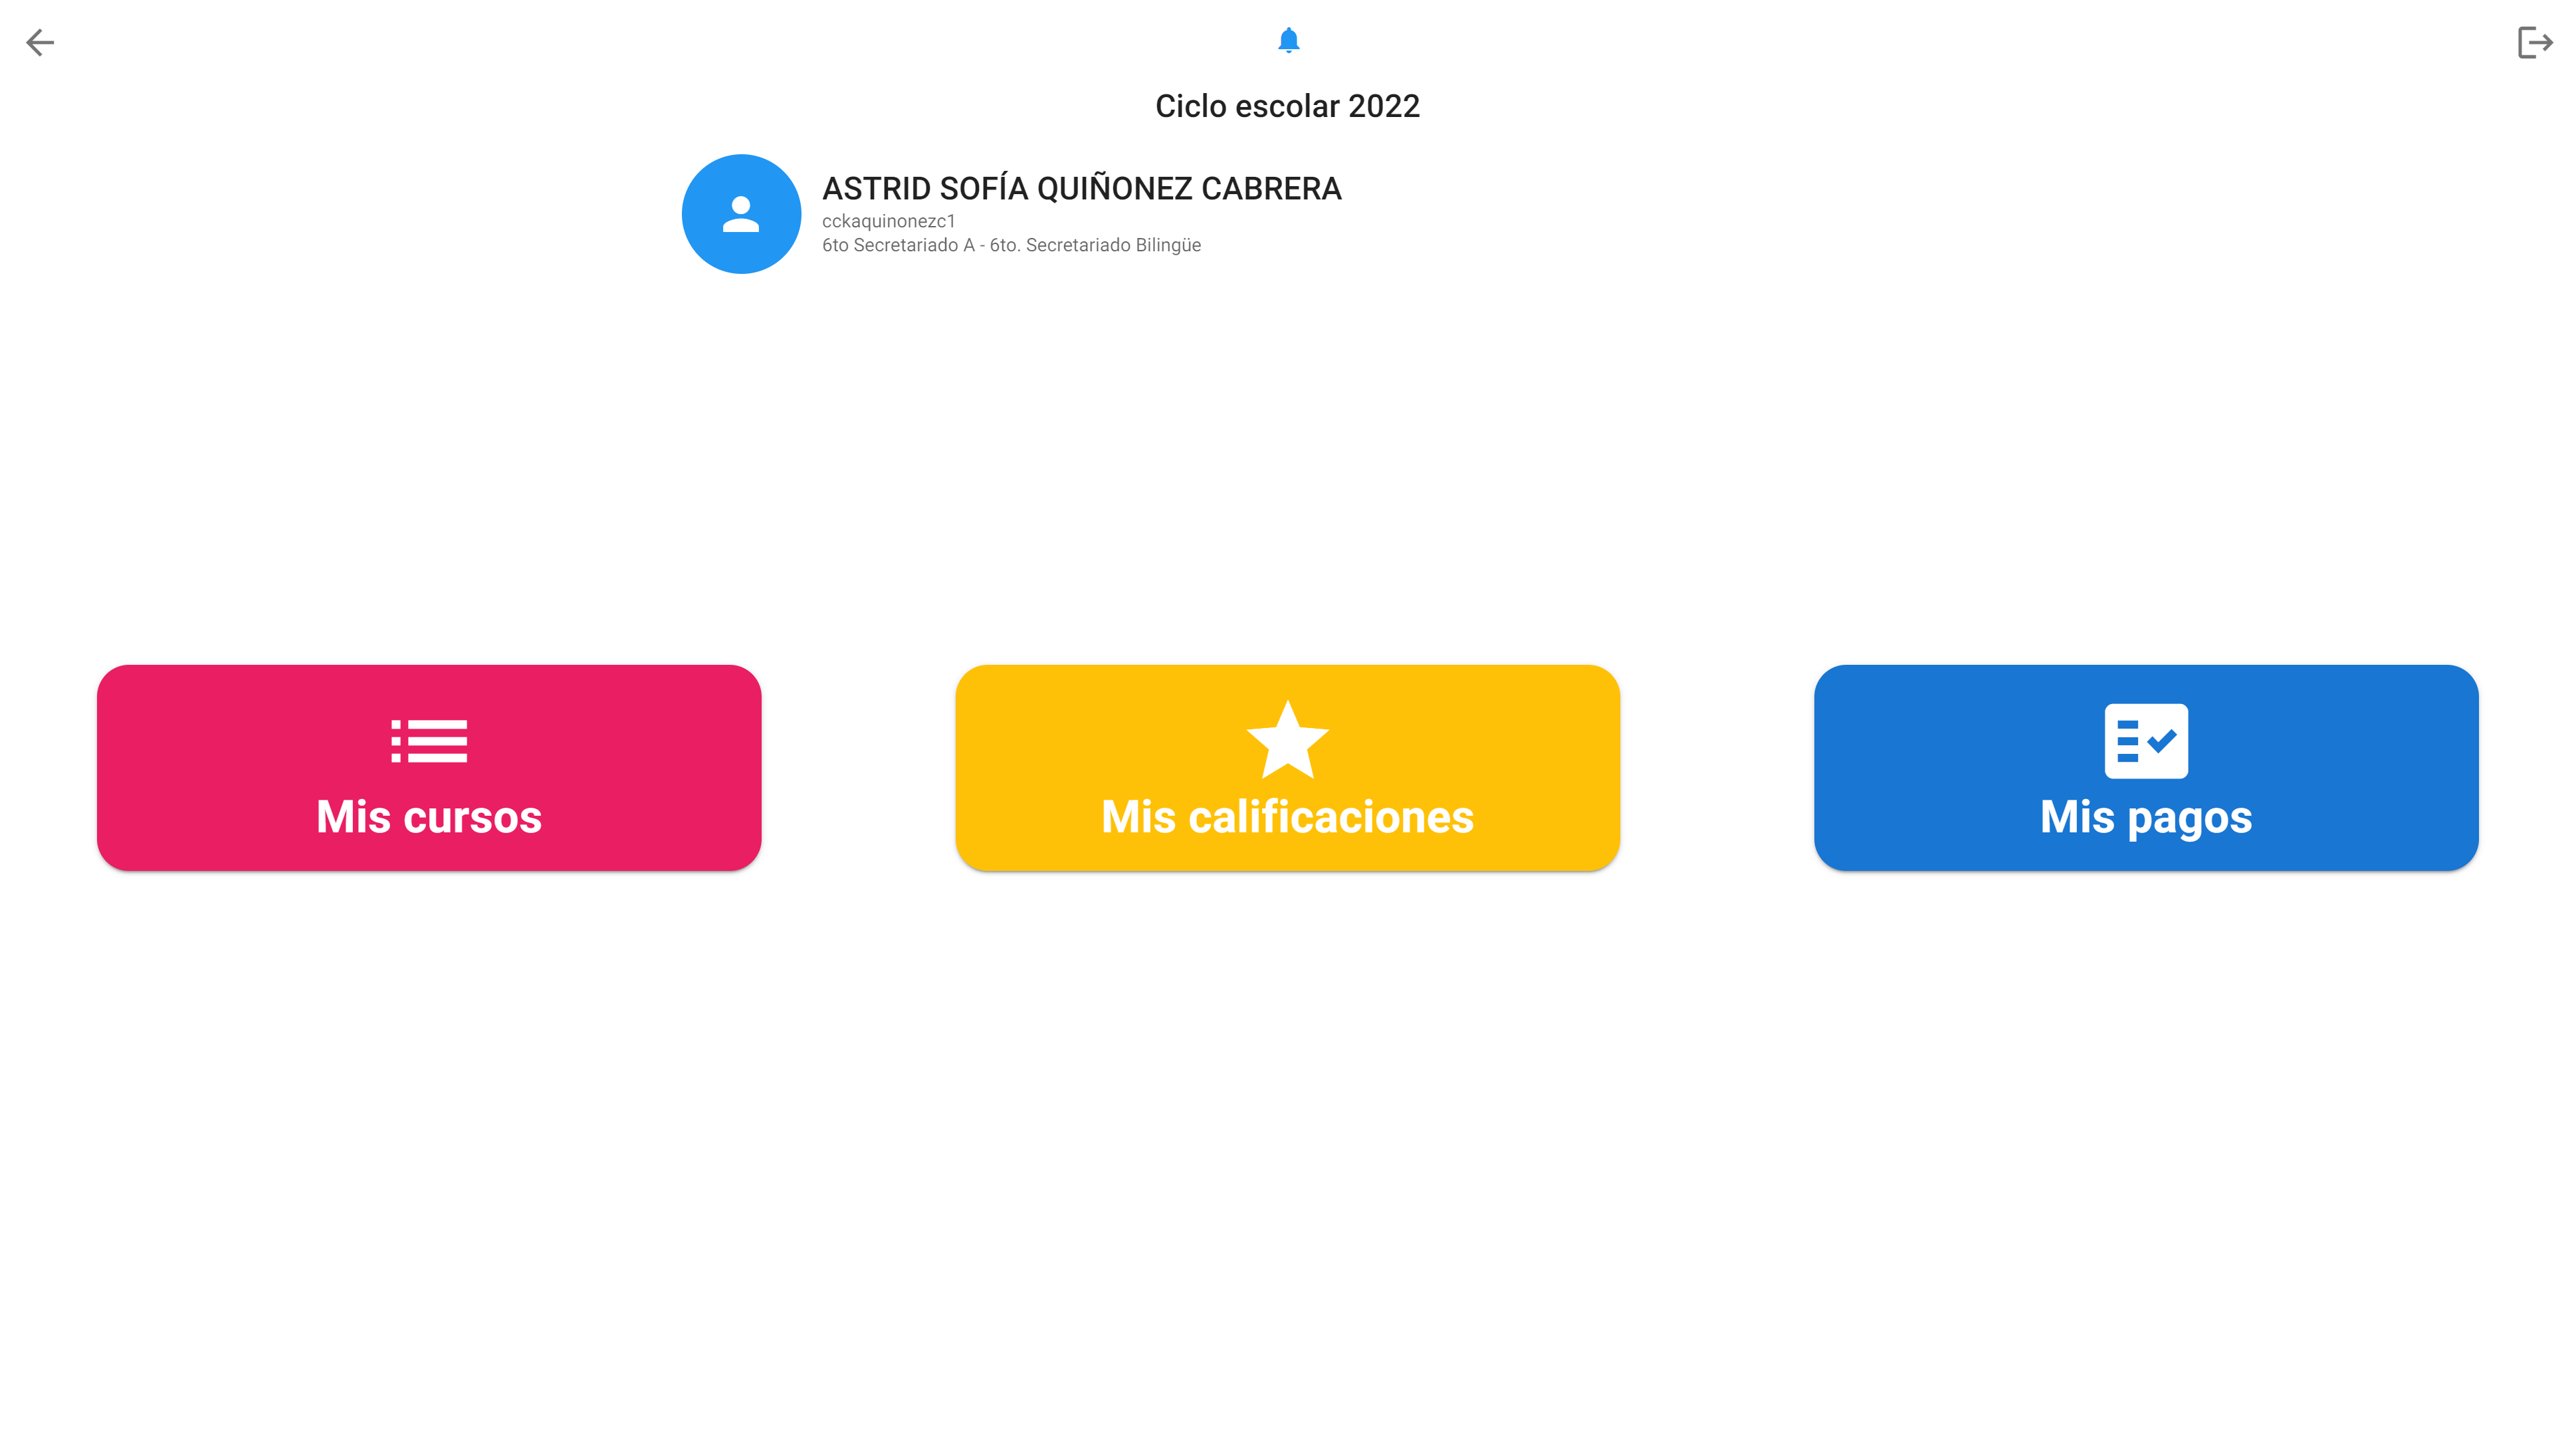 Ciclo escolar 2022
ASTRID SOFÍA QUIÑONEZ CABRERA
cckaquinonezc1
6to Secretariado A - 6to. Secretariado Bilingüe
Mis cursos
Mis calificaciones
Mis pagos